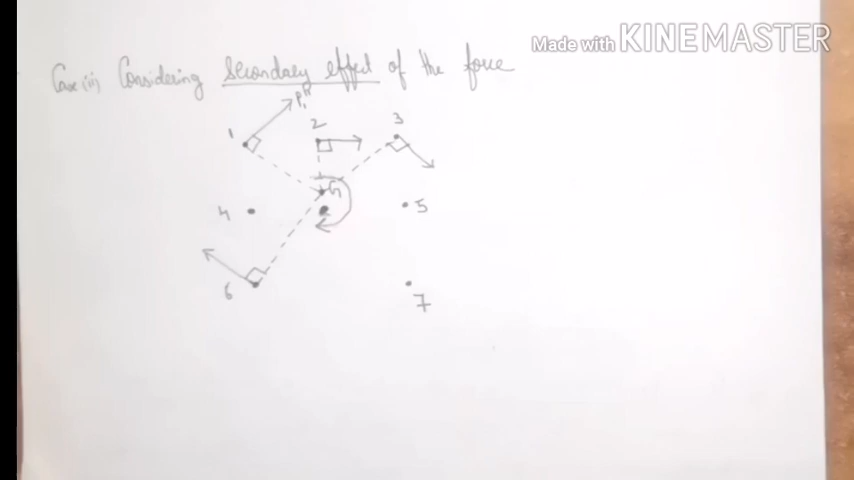 Made with KINEMASTER
Case (ii) Considering secondary effect of the force
P₁"
1 2 3
G
4 5
6
7